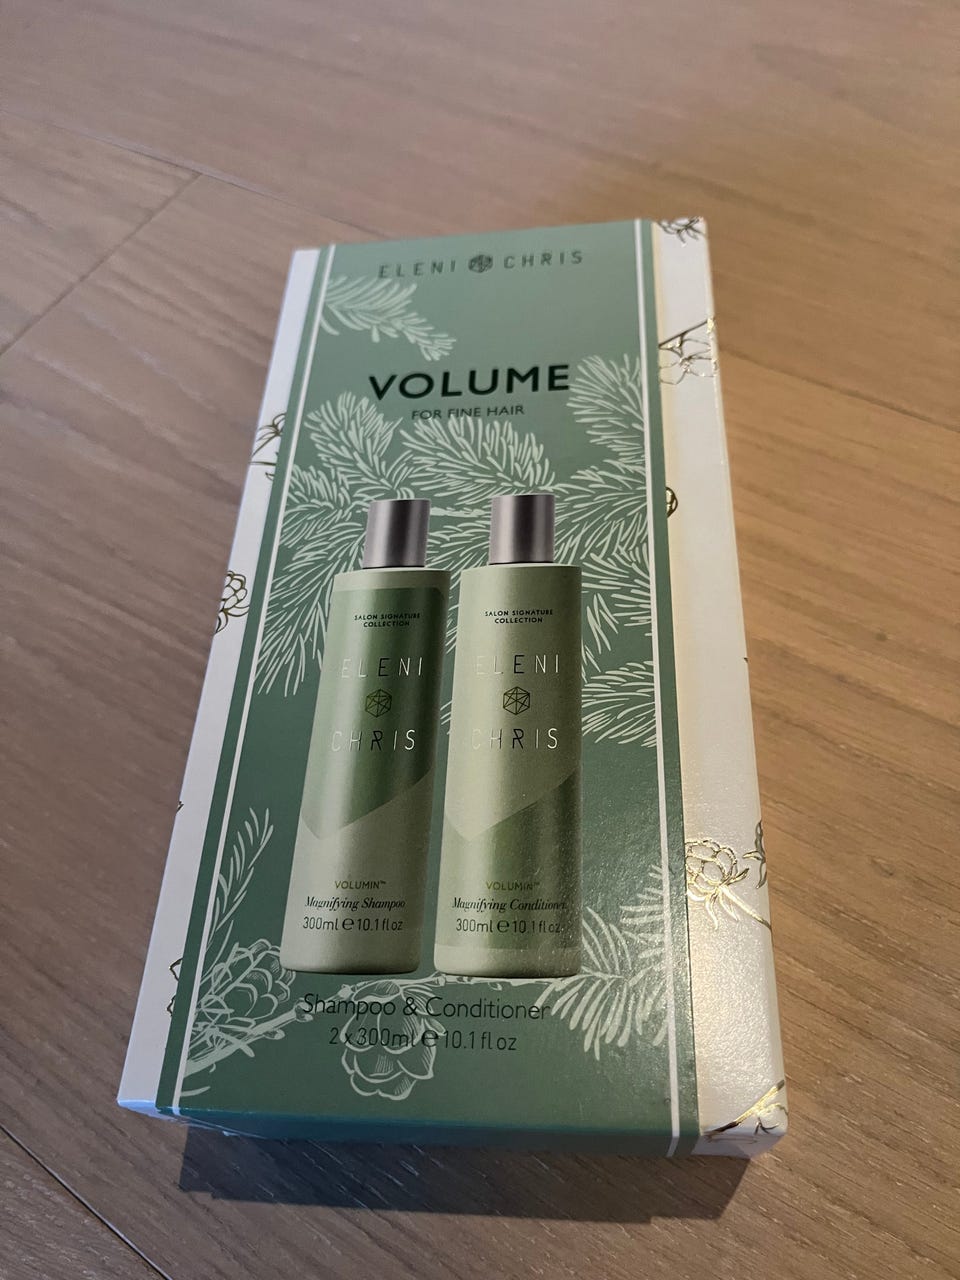 ELENI CHRIS
VOLUME
FOR FINE HAIR
SALON SIGNATURE
COLLECTION
ELENI
CHRIS
VOLUMIN™
Magnifying Shampoo
300ml ℮ 10.1 fl oz
SALON SIGNATURE
COLLECTION
ELENI
CHRIS
VOLUMIN™
Magnifying Conditioner
300ml ℮ 10.1 fl oz
Shampoo & Conditioner
2 x 300ml ℮ 10.1 fl oz